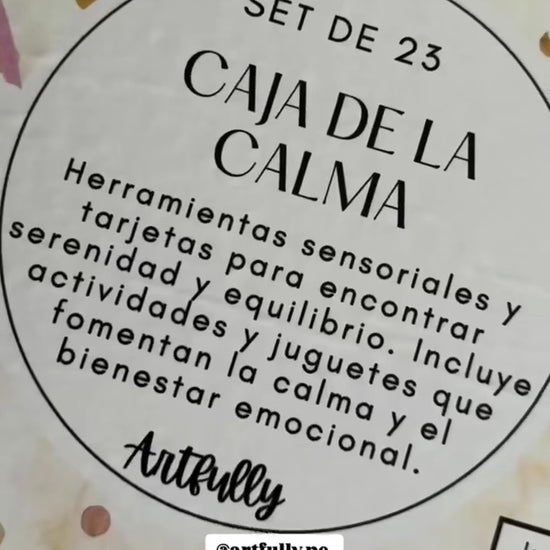 SET DE 23
CAJA DE LA
CALMA
Herramientas sensoriales y
tarjetas para encontrar
serenidad y equilibrio. Incluye
actividades y juguetes que
fomentan la calma y el
bienestar emocional.
Artfully
@artfully.pe